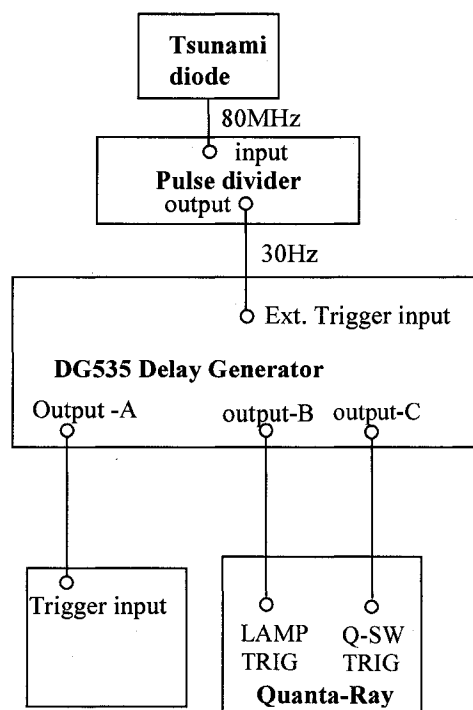 Tsunami
diode
80MHz
input
Pulse divider
output
30Hz
Ext. Trigger input
DG535 Delay Generator
Output -A
output-B
output-C
Trigger input
LAMP
TRIG
Q-SW
TRIG
Quanta-Ray